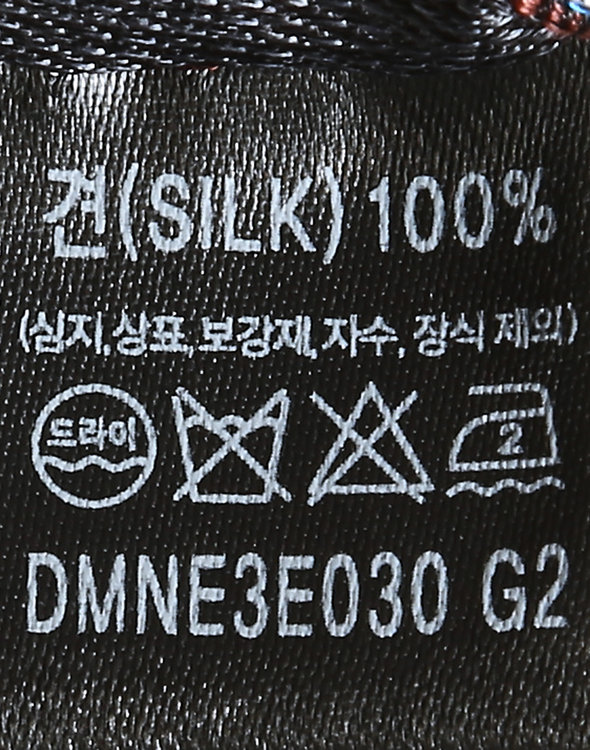 견(SILK)100%
(심지,상표,보강재,자수, 장식 제외)
드라이 2
DMNE3E030 G2